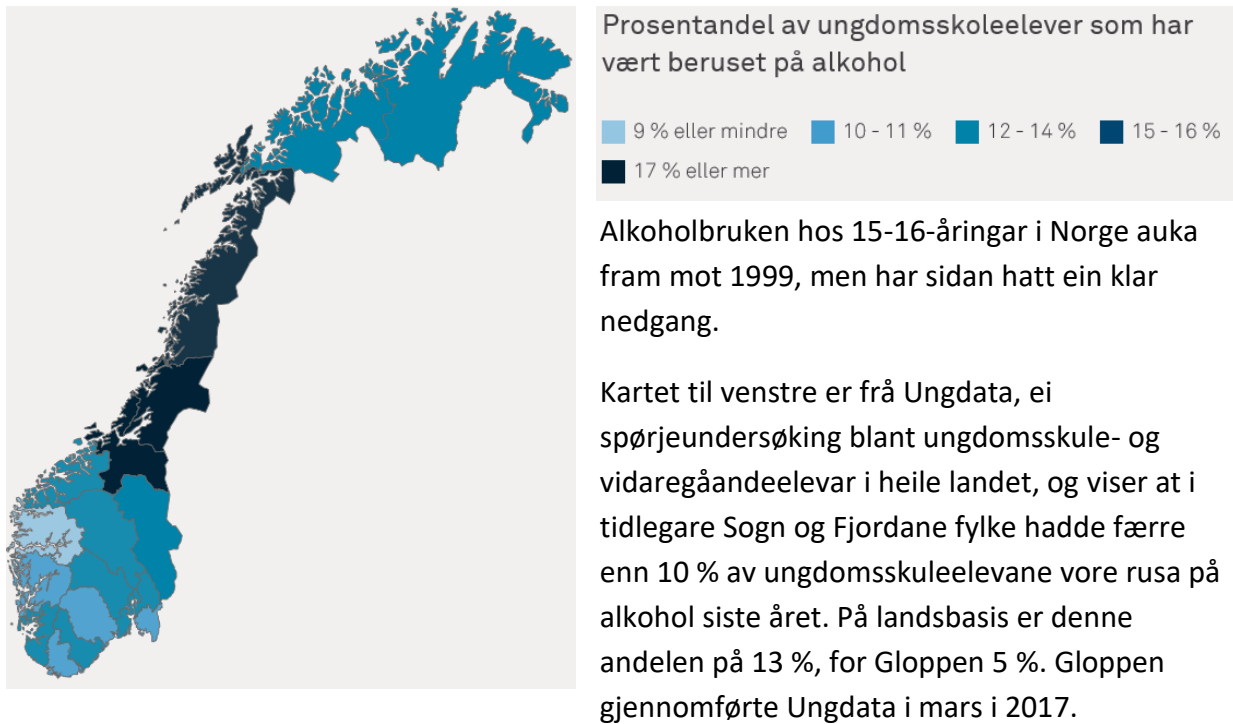 Prosentandel av ungdomsskoleelever som har
vært beruset på alkohol
9 % eller mindre 10 - 11 % 12 - 14 % 15 - 16 %
17 % eller mer
Alkoholbruken hos 15-16-åringar i Norge auka
fram mot 1999, men har sidan hatt ein klar
nedgang.
Kartet til venstre er frå Ungdata, ei
spørjeundersøking blant ungdomsskule- og
vidaregåandeelevar i heile landet, og viser at i
tidlegare Sogn og Fjordane fylke hadde færre
enn 10 % av ungdomsskuleelevane vore rusa på
alkohol siste året. På landsbasis er denne
andelen på 13 %, for Gloppen 5 %. Gloppen
gjennomførte Ungdata i mars i 2017.